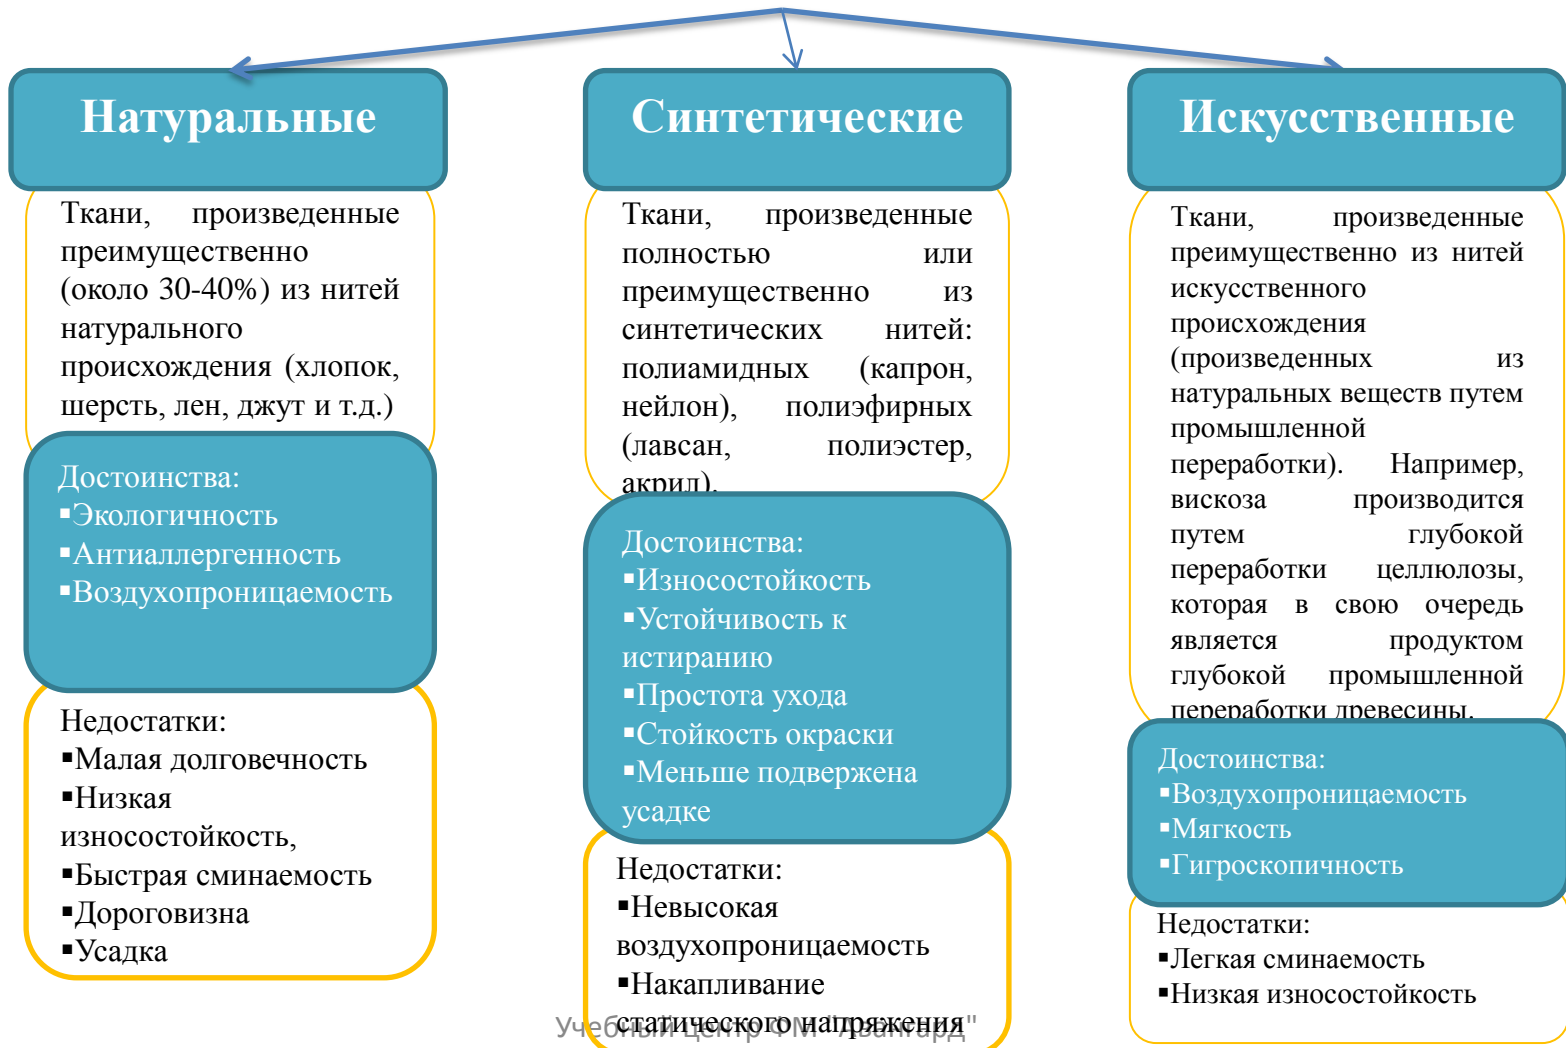 Натуральные
Ткани, произведенные
преимущественно
(около 30-40%) из нитей
натурального
происхождения (хлопок,
шерсть, лен, джут и т.д.)
Достоинства:
▪Экологичность
▪Антиаллергенность
▪Воздухопроницаемость
Недостатки:
▪Малая долговечность
▪Низкая
износостойкость,
▪Быстрая сминаемость
▪Дороговизна
▪Усадка
Синтетические
Ткани, произведенные
полностью или
преимущественно из
синтетических нитей:
полиамидных (капрон,
нейлон), полиэфирных
(лавсан, полиэстер,
акрил).
Достоинства:
▪Износостойкость
▪Устойчивость к
истиранию
▪Простота ухода
▪Стойкость окраски
▪Меньше подвержена
усадке
Недостатки:
▪Невысокая
воздухопроницаемость
▪Накапливание
статического напряжения
Искусственные
Ткани, произведенные
преимущественно из нитей
искусственного
происхождения
(произведенных из
натуральных веществ путем
промышленной
переработки). Например,
вискоза производится
путем глубокой
переработки целлюлозы,
которая в свою очередь
является продуктом
глубокой промышленной
переработки древесины.
Достоинства:
▪Воздухопроницаемость
▪Мягкость
▪Гигроскопичность
Недостатки:
▪Легкая сминаемость
▪Низкая износостойкость
Учебный центр ФМ "Авангард"